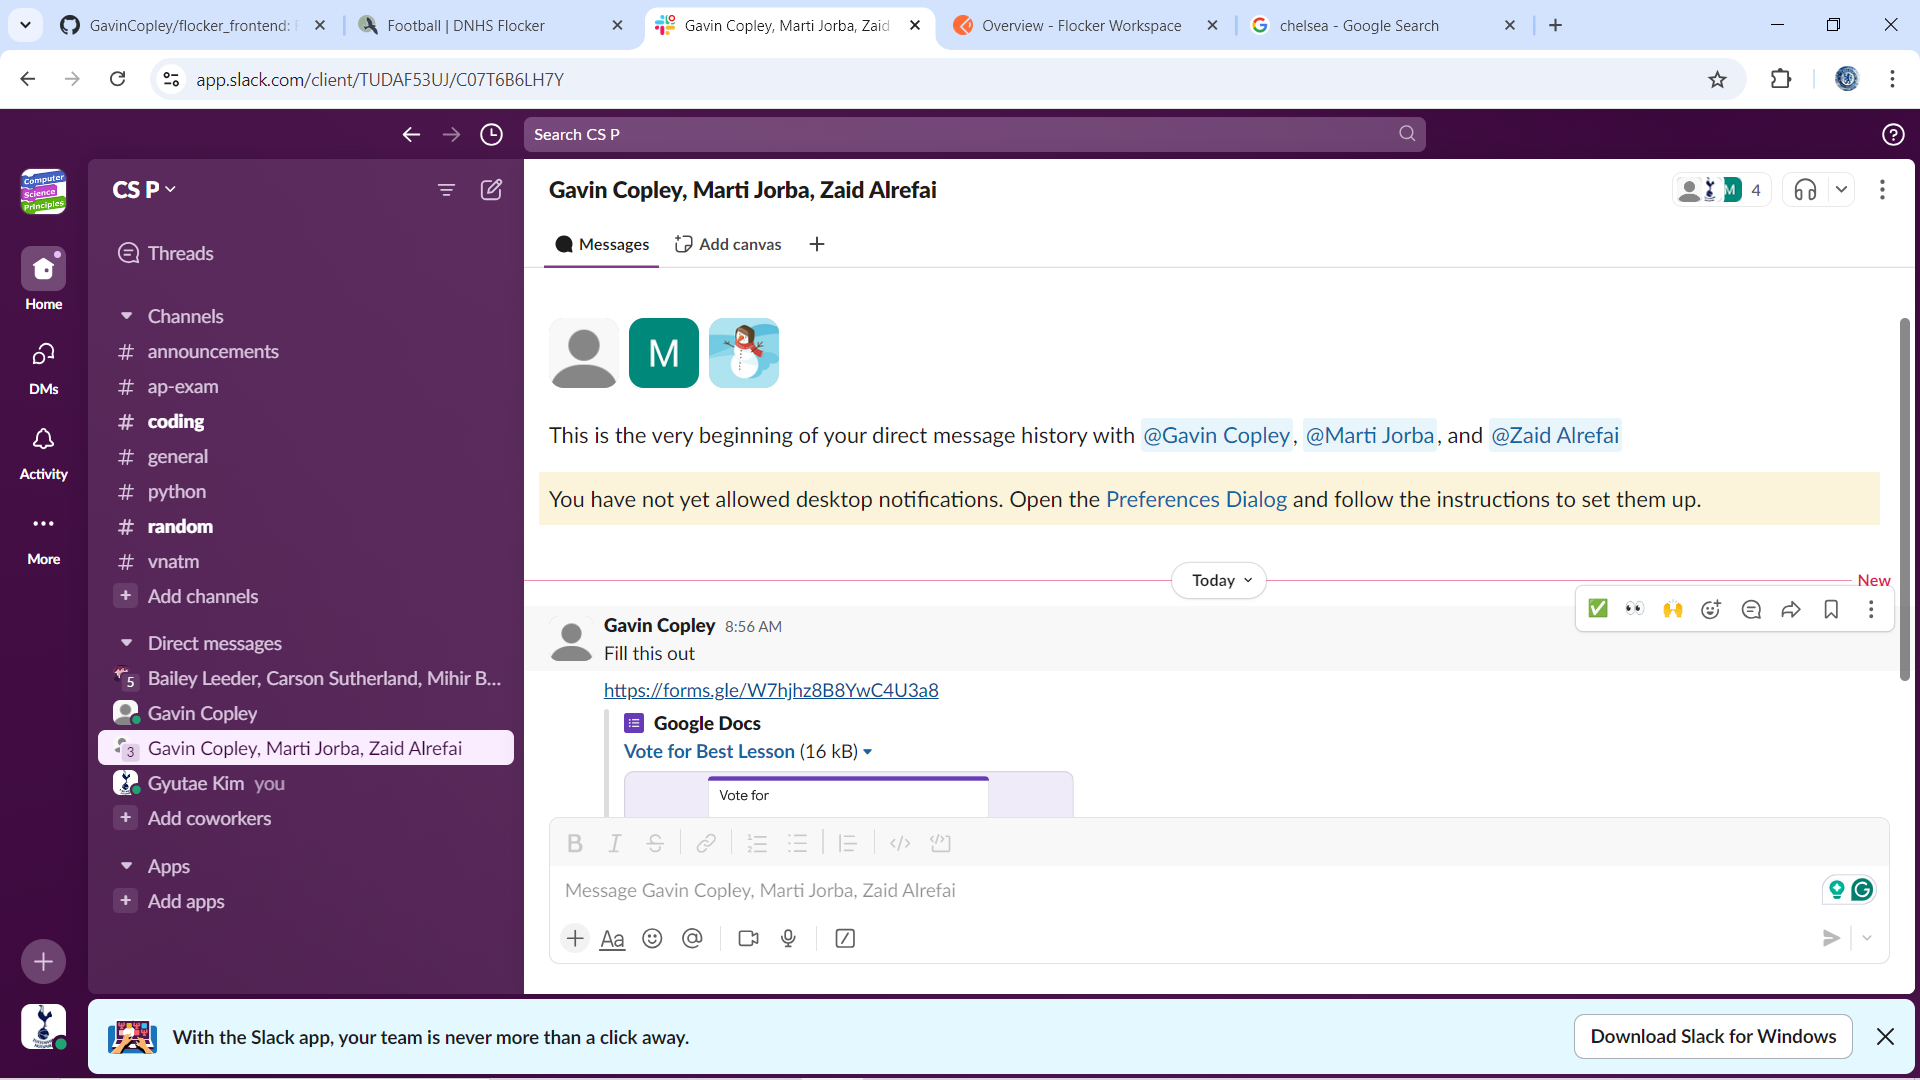 GavinCopley/flocker_frontend: F
Football | DNHS Flocker
Gavin Copley, Marti Jorba, Zaid
Overview - Flocker Workspace
chelsea - Google Search
app.slack.com/client/TUDAF53UJ/C07T6B6LH7Y
Search CS P
Computer
Science
Principles
Home
DMs
Activity
More
CS P
Threads
Channels
# announcements
# ap-exam
# coding
# general
# python
# random
# vnatm
+ Add channels
Direct messages
5 Bailey Leeder, Carson Sutherland, Mihir B...
Gavin Copley
3 Gavin Copley, Marti Jorba, Zaid Alrefai
Gyutae Kim you
+ Add coworkers
Apps
+ Add apps
Gavin Copley, Marti Jorba, Zaid Alrefai
M 4
Messages
Add canvas
M
This is the very beginning of your direct message history with @Gavin Copley, @Marti Jorba, and @Zaid Alrefai
You have not yet allowed desktop notifications. Open the Preferences Dialog and follow the instructions to set them up.
Today
New
Gavin Copley 8:56 AM
Fill this out
https://forms.gle/W7hjhz8B8YwC4U3a8
Google Docs
Vote for Best Lesson (16 kB)
Vote for
B I S
Message Gavin Copley, Marti Jorba, Zaid Alrefai
Aa
With the Slack app, your team is never more than a click away.
Download Slack for Windows